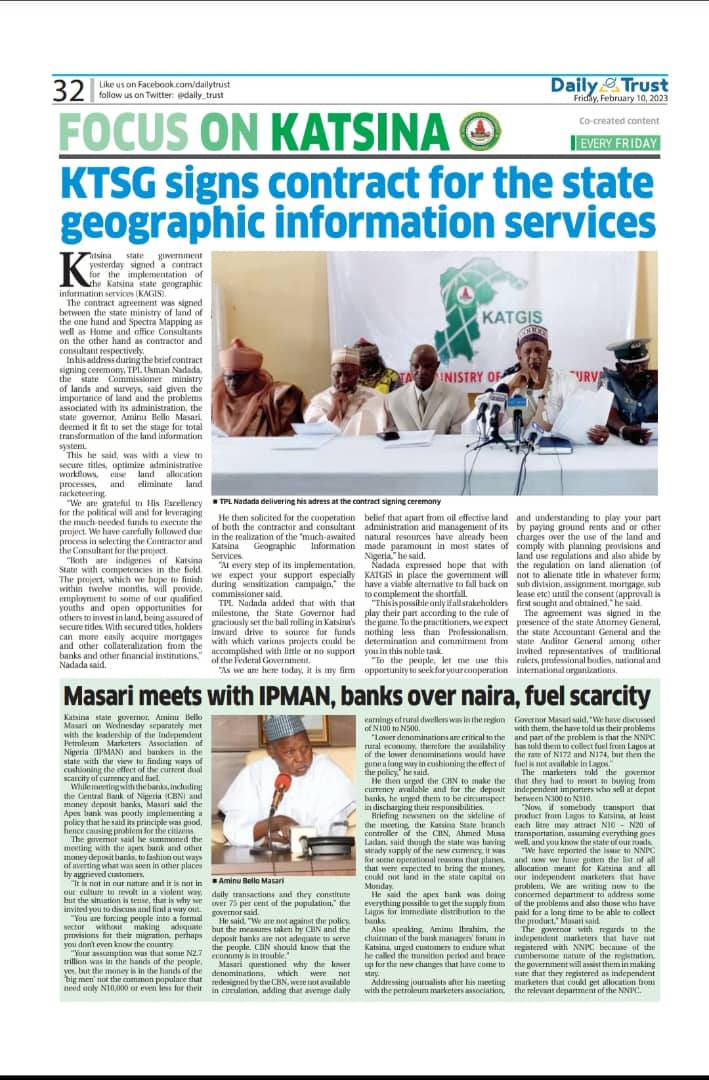 32
Like us on Facebook.com/dailytrust
follow us on Twitter: @daily_trust
Daily Trust
Friday, February 10, 2023
FOCUS ON KATSINA
Co-created content
EVERY FRIDAY
KTSG signs contract for the state
geographic information services
Katsina state government
yesterday signed a contract
for the implementation of
the Katsina state geographic
information services (KAGIS).
The contract agreement was signed
between the state ministry of land of
the one hand and Spectra Mapping as
well as Home and office Consultants
on the other hand as contractor and
consultant respectively.
In his address during the brief contract
signing ceremony, TPL Usman Nadada,
the state Commissioner ministry
of lands and surveys, said given the
importance of land and the problems
associated with its administration, the
state governor, Aminu Bello Masari,
deemed it fit to set the stage for total
transformation of the land information
system.
This he said, was with a view to
secure titles, optimize administrative
workflows, ease land allocation
processes, and eliminate land
racketeering.
"We are grateful to His Excellency
for the political will and for leveraging
the much-needed funds to execute the
project. We have carefully followed due
process in selecting the Contractor and
the Consultant for the project.
"Both are indigenes of Katsina
State with competencies in the field.
The project, which we hope to finish
within twelve months, will provide,
employment to some of our qualified
youths and open opportunities for
others to invest in land, being assured of
secure titles. With secured titles, holders
can more easily acquire mortgages
and other collateralization from the
banks and other financial institutions,"
Nadada said.
KATGIS
MINISTRY OF
SURV
■ TPL Nadada delivering his adress at the contract signing ceremony
He then solicited for the cooperation
of both the contractor and consultant
in the realization of the "much-awaited
Katsina Geographic Information
Services.
"At every step of its implementation,
we expect your support especially
during sensitization campaign," the
commissioner said.
TPL Nadada added that with that
milestone, the State Governor had
graciously set the ball rolling in Katsina's
inward drive to source for funds
with which various projects could be
accomplished with little or no support
of the Federal Government.
"As we are here today, it is my firm
belief that apart from oil effective land
administration and management of its
natural resources have already been
made paramount in most states of
Nigeria," he said.
Nadada expressed hope that with
KATGIS in place the government will
have a viable alternative to fall back on
to complement the shortfall.
"This is possible only if all stakeholders
play their part according to the rule of
the game. To the practitioners, we expect
nothing less than Professionalism,
determination and commitment from
you in this noble task.
"To the people, let me use this
opportunity to seek for your cooperation
and understanding to play your part
by paying ground rents and or other
charges over the use of the land and
comply with planning provisions and
land use regulations and also abide by
the regulation on land alienation (of
not to alienate title in whatever form;
sub division, assignment, mortgage, sub
lease etc) until the consent (approval) is
first sought and obtained," he said.
The agreement was signed in the
presence of the state Attorney General,
the state Accountant General and the
state Auditor General among other
invited representatives of traditional
rulers, professional bodies, national and
international organizations.
Masari meets with IPMAN, banks over naira, fuel scarcity
Katsina state governor, Aminu Bello
Masari on Wednesday separately met
with the leadership of the Independent
Petroleum Marketers Association of
Nigeria (IPMAN) and bankers in the
state with the view to finding ways of
cushioning the effect of the current dual
scarcity of currency and fuel.
While meeting with the banks, including
the Central Bank of Nigeria (CBN) and
money deposit banks, Masari said the
Apex bank was poorly implementing a
policy that he said its principle was good,
hence causing problem for the citizens.
The governor said he summoned the
meeting with the apex bank and other
money deposit banks, to fashion out ways
of averting what was seen in other places
by aggrieved customers.
"It is not in our nature and it is not in
our culture to revolt in a violent way,
but the situation is tense, that is why we
invited you to discuss and find a way out.
"You are forcing people into a formal
sector without making adequate
provisions for their migration, perhaps
you don't even know the country.
"Your assumption was that some N2.7
trillion was in the hands of the people,
yes, but the money is in the hands of the
'big men' not the common populace that
need only N10,000 or even less for their
■ Aminu Bello Masari
daily transactions and they constitute
over 75 per cent of the population," the
governor said.
He said, "We are not against the policy,
but the measures taken by CBN and the
deposit banks are not adequate to serve
the people. CBN should know that the
economy is in trouble."
Masari questioned why the lower
denominations, which were not
redesigned by the CBN, were not available
in circulation, adding that average daily
earnings of rural dwellers was in the region
of N100 to N500.
"Lower denominations are critical to the
rural economy, therefore the availability
of the lower denominations would have
gone a long way in cushioning the effect of
the policy," he said.
He then urged the CBN to make the
currency available and for the deposit
banks, he urged them to be circumspect
in discharging their responsibilities.
Briefing newsmen on the sideline of
the meeting, the Katsina State branch
controller of the CBN, Ahmed Musa
Ladan, said though the state was having
steady supply of the new currency, it was
for some operational reasons that planes,
that were expected to bring the money,
could not land in the state capital on
Monday.
He said the apex bank was doing
everything possible to get the supply from
Lagos for immediate distribution to the
banks.
Also speaking, Aminu Ibrahim, the
chairman of the bank managers' forum in
Katsina, urged customers to endure what
he called the transition period and brace
up for the new changes that have come to
stay.
Addressing journalists after his meeting
with the petroleum marketers association,
Governor Masari said, "We have discussed
with them, the have told us their problems
and part of the problem is that the NNPC
has told them to collect fuel from Lagos at
the rate of N172 and N174, but then the
fuel is not available in Lagos."
The marketers told the governor
that they had to resort to buying from
independent importers who sell at depot
between N300 to N310.
"Now, if somebody transport that
product from Lagos to Katsina, at least
each litre may attract N10 – N20 of
transportation, assuming everything goes
well, and you know the state of our roads.
"We have reported the issue to NNPC
and now we have gotten the list of all
allocation meant for Katsina and all
our independent marketers that have
problem. We are writing now to the
concerned department to address some
of the problems and also those who have
paid for a long time to be able to collect
the product," Masari said.
The governor with regards to the
independent marketers that have not
registered with NNPC because of the
cumbersome nature of the registration,
the government will assist them in making
sure that they registered as independent
marketers that could get allocation from
the relevant department of the NNPC.